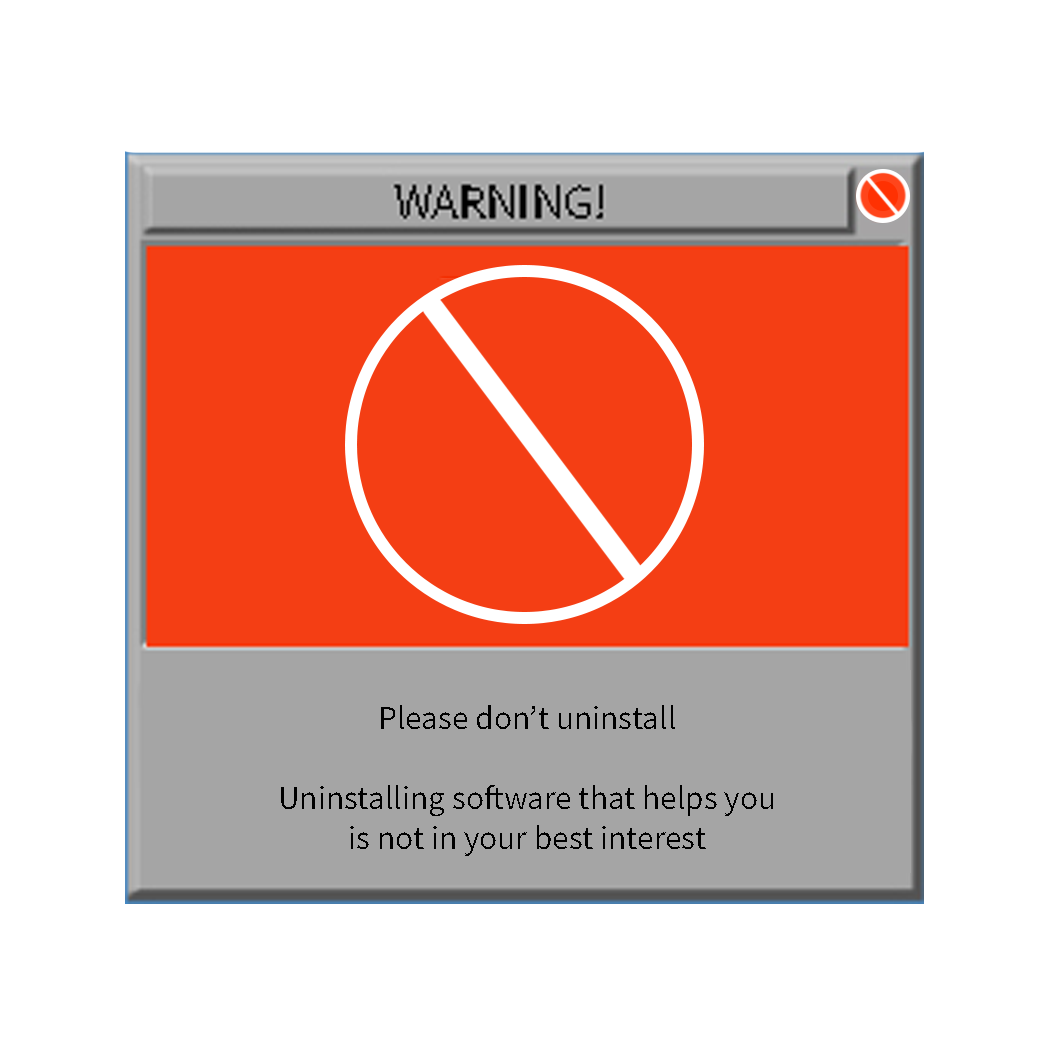 WARNING!
Please don’t uninstall
Uninstalling software that helps you
is not in your best interest